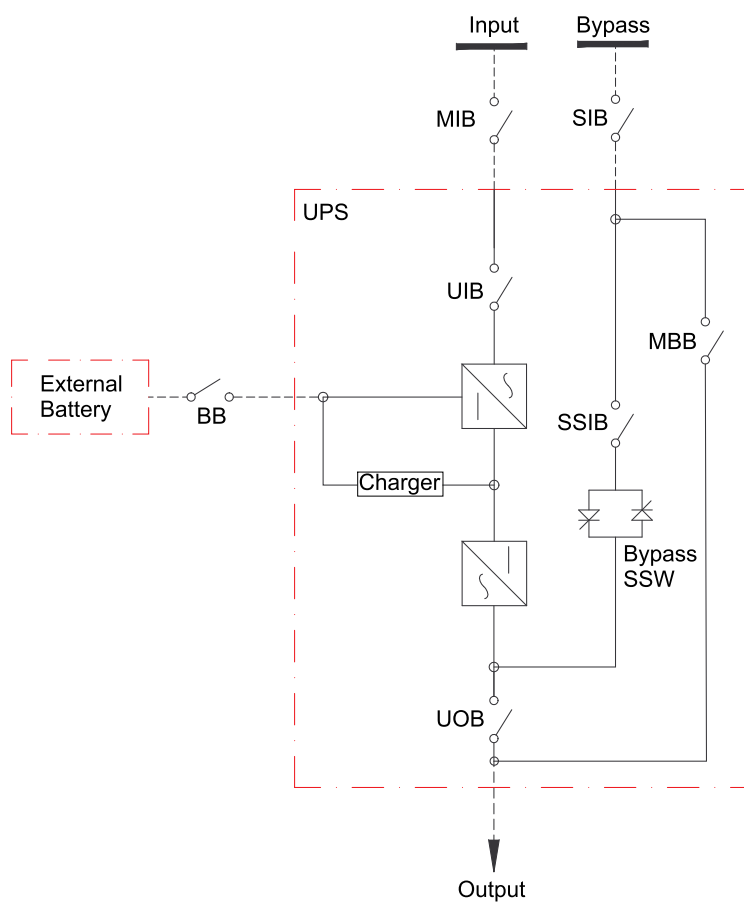 Input
Bypass
MIB
SIB
UPS
UIB
MBB
External
Battery
BB
SSIB
Charger
Bypass
SSW
UOB
Output